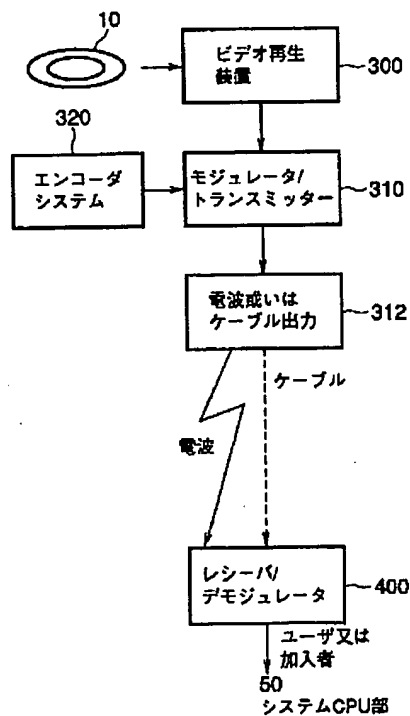 10
ビデオ再生
装置
300
320
エンコーダ
システム
モジュレータ/
トランスミッター
310
電波或いは
ケーブル出力
312
ケーブル
電波
レシーバ/
デモジュレータ
400
ユーザ又は
加入者
50
システムCPU部